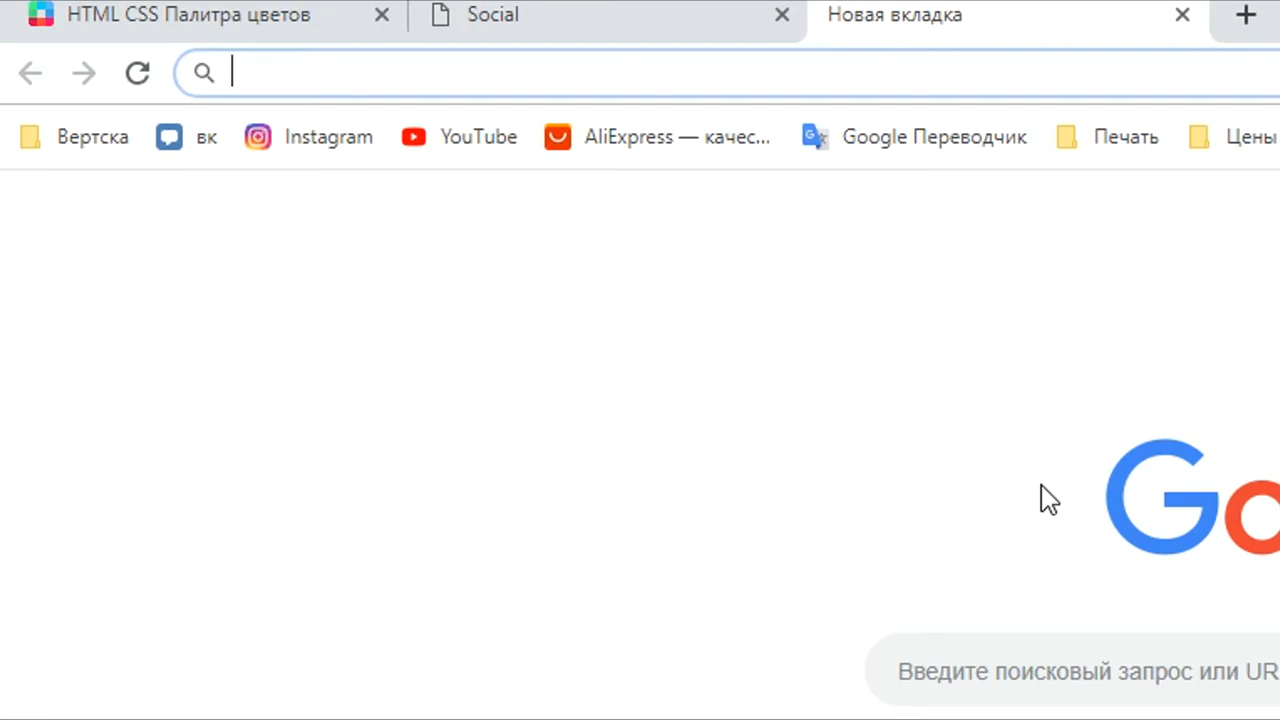 HTML CSS Палитра цветов
Social
Новая вкладка
Вертска
вк
Instagram
YouTube
AliExpress — качес...
Google Переводчик
Печать
Цены
Go
Введите поисковый запрос или UR